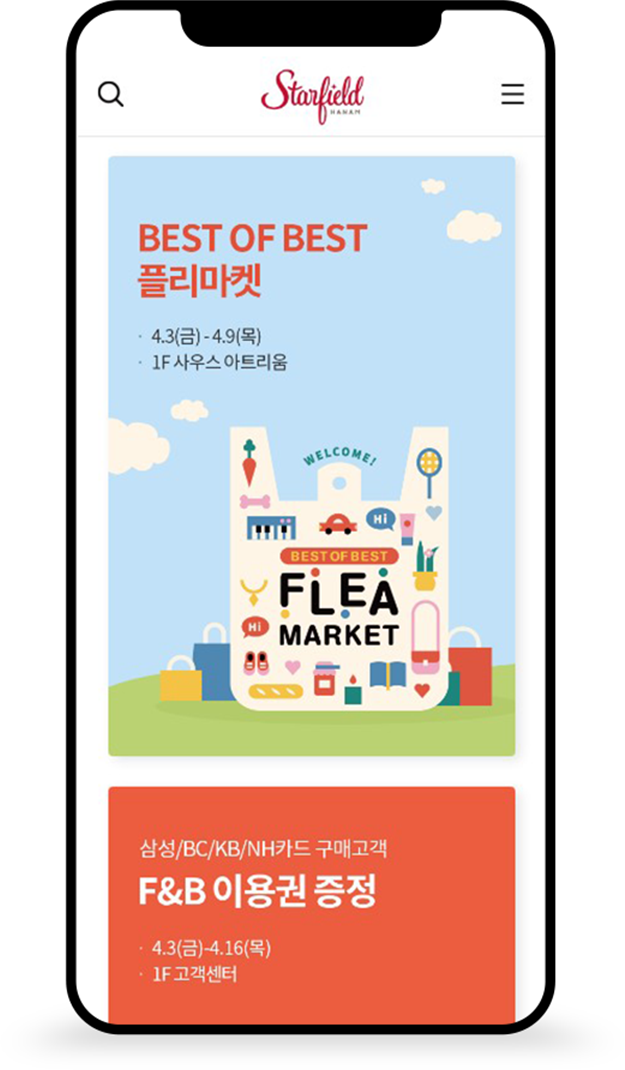 Starfield
HANAM
BEST OF BEST
플리마켓
· 4.3(금) - 4.9(목)
· 1F 사우스 아트리움
WELCOME!
Hi
BEST OF BEST
FLEA
Hi
MARKET
삼성/BC/KB/NH카드 구매고객
F&B 이용권 증정
· 4.3(금)-4.16(목)
· 1F 고객센터